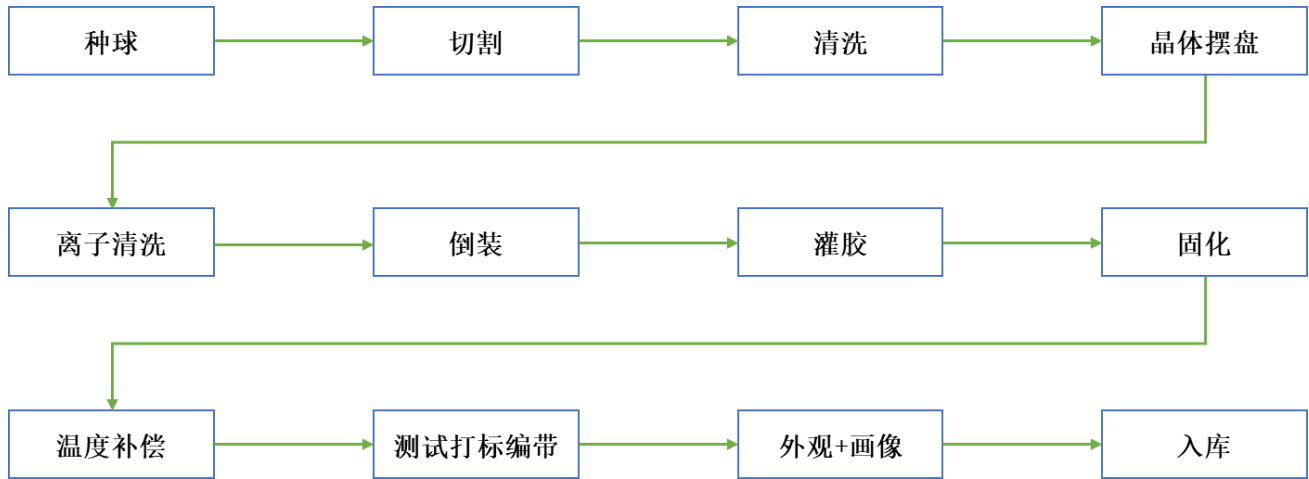 种球
切割
清洗
晶体摆盘
离子清洗
倒装
灌胶
固化
温度补偿
测试打标编带
外观+画像
入库